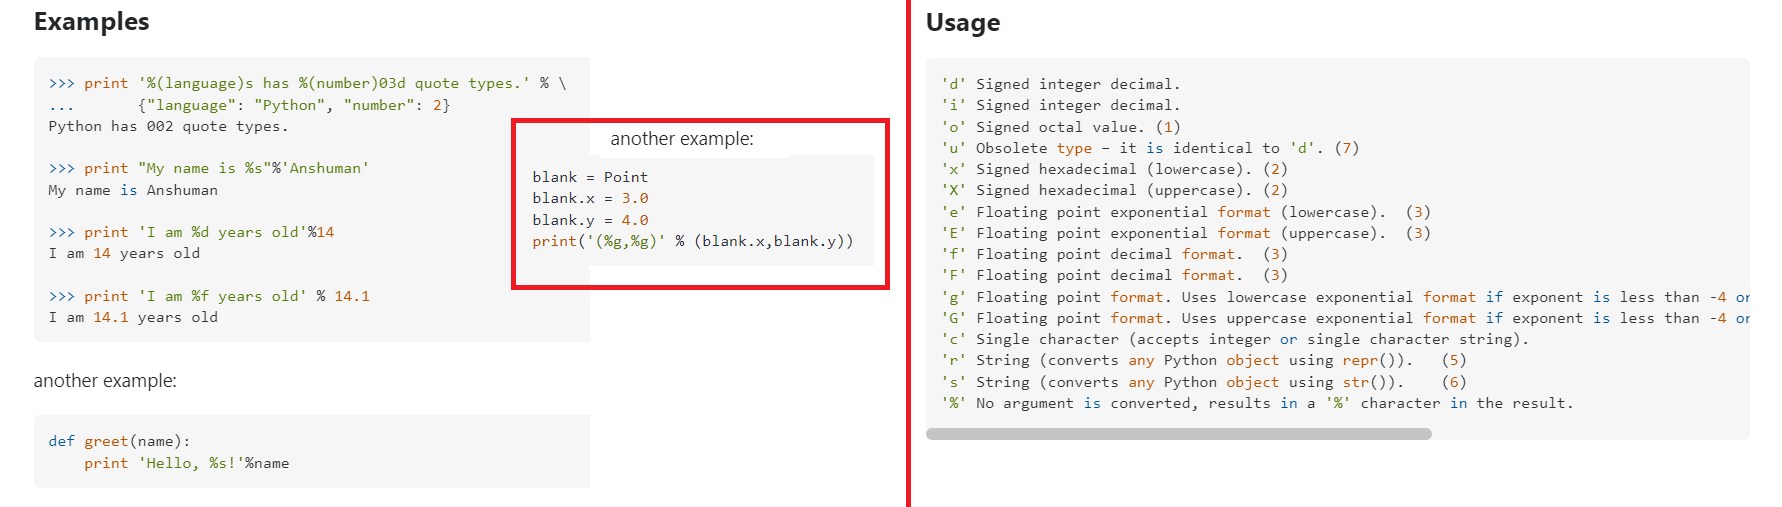 Examples
>>> print '%(language)s has %(number)03d quote types.' % \
...       {"language": "Python", "number": 2}
Python has 002 quote types.
>>> print "My name is %s"%'Anshuman'
My name is Anshuman
>>> print 'I am %d years old'%14
I am 14 years old
>>> print 'I am %f years old' % 14.1
I am 14.1 years old
another example:
def greet(name):
    print 'Hello, %s!'%name
another example:
blank = Point
blank.x = 3.0
blank.y = 4.0
print('(%g,%g)' % (blank.x,blank.y))
Usage
'd' Signed integer decimal.
'i' Signed integer decimal.
'o' Signed octal value. (1)
'u' Obsolete type – it is identical to 'd'. (7)
'x' Signed hexadecimal (lowercase). (2)
'X' Signed hexadecimal (uppercase). (2)
'e' Floating point exponential format (lowercase).  (3)
'E' Floating point exponential format (uppercase).  (3)
'f' Floating point decimal format.  (3)
'F' Floating point decimal format.  (3)
'g' Floating point format. Uses lowercase exponential format if exponent is less than -4 or
'G' Floating point format. Uses uppercase exponential format if exponent is less than -4 or
'c' Single character (accepts integer or single character string).
'r' String (converts any Python object using repr()).   (5)
's' String (converts any Python object using str()).    (6)
'%' No argument is converted, results in a '%' character in the result.